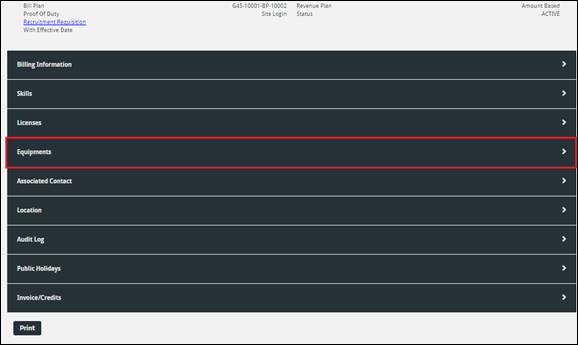 Bill Plan G4S-10001-BP-10002 Revenue Plan Amount Based
Proof Of Duty Site Login Status ACTIVE
Recruitment Requisition
With Effective Date
Billing Information
Skills
Licenses
Equipments
Associated Contact
Location
Audit Log
Public Holidays
Invoice/Credits
Print